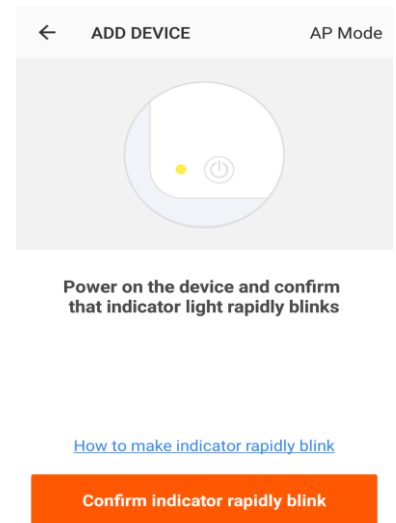 ADD DEVICE AP Mode
Power on the device and confirm
that indicator light rapidly blinks
How to make indicator rapidly blink
Confirm indicator rapidly blink